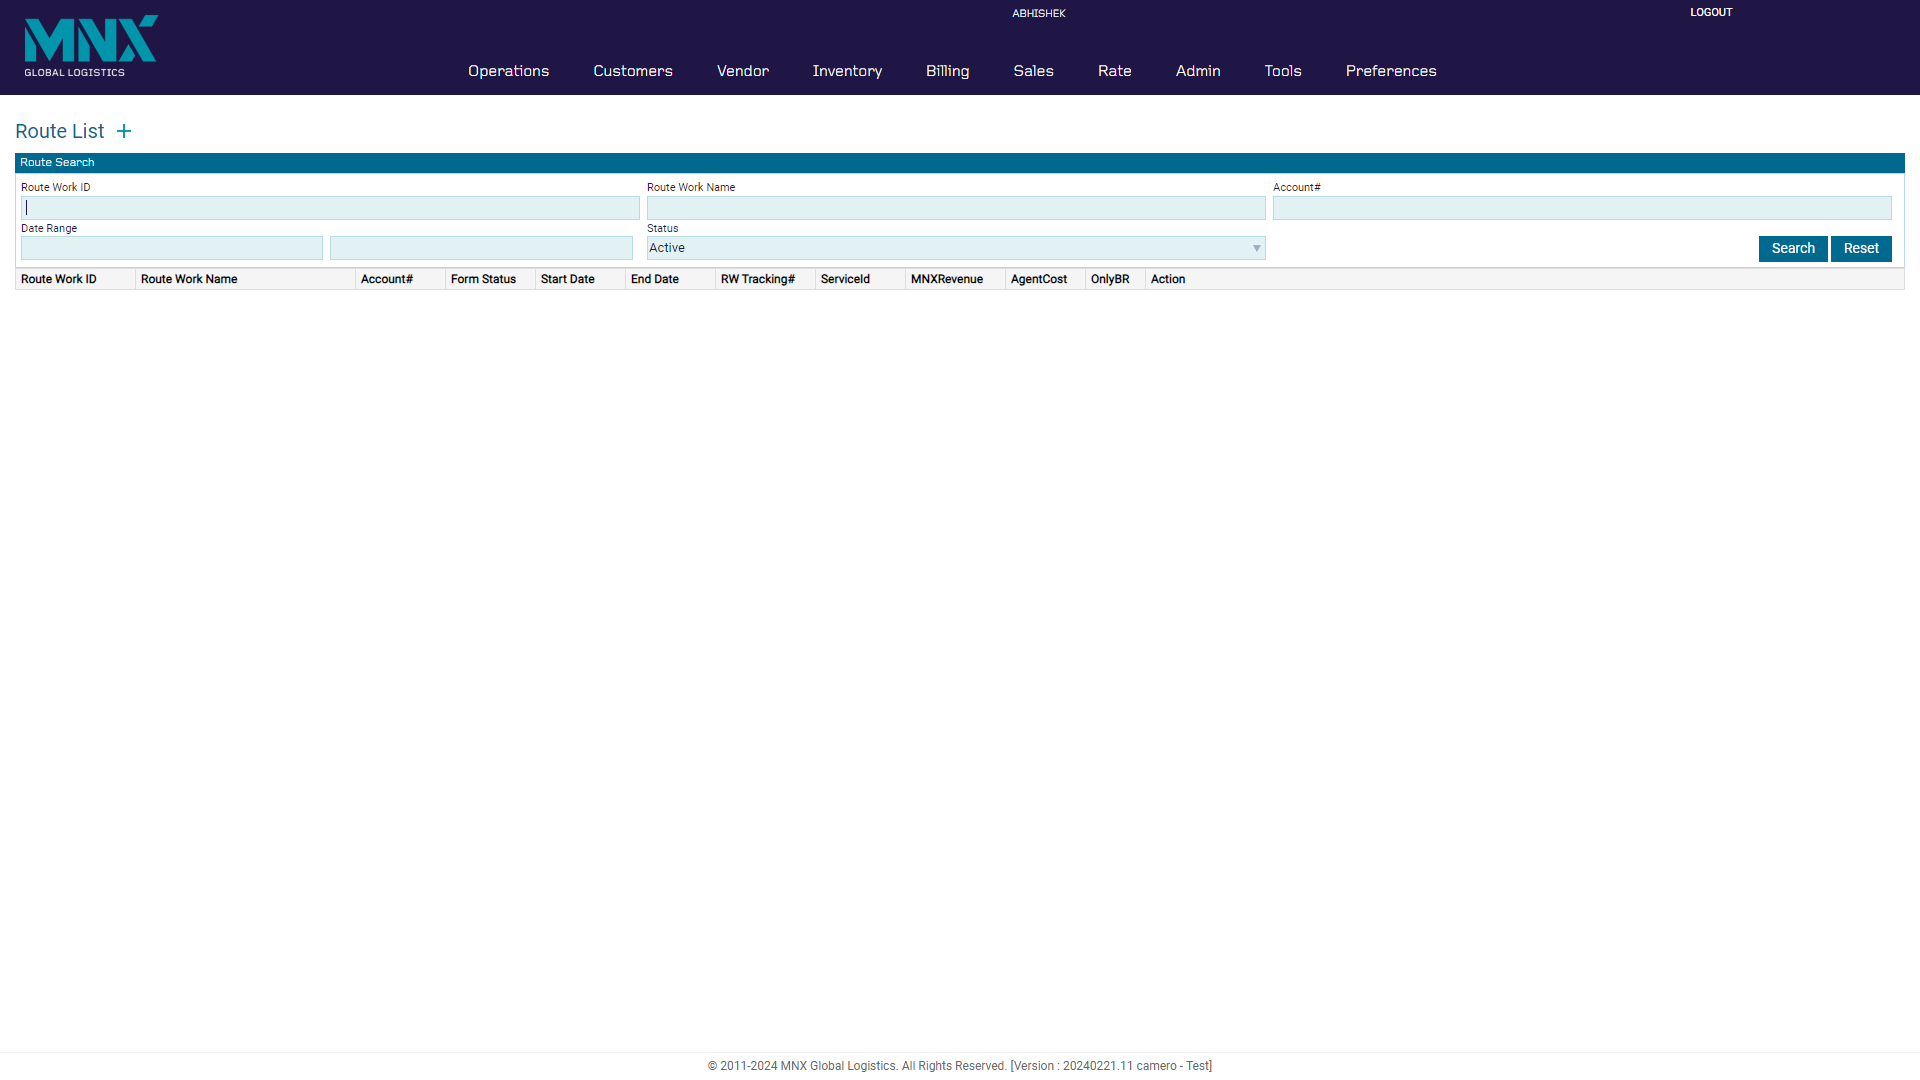 MNX
GLOBAL LOGISTICS
ABHISHEK
LOGOUT
Operations Customers Vendor Inventory Billing Sales Rate Admin Tools Preferences
Route List +
Route Search
Route Work ID Route Work Name Account#
Date Range Status
Active Search Reset
Route Work ID Route Work Name Account# Form Status Start Date End Date RW Tracking# ServiceId MNXRevenue AgentCost OnlyBR Action
© 2011-2024 MNX Global Logistics. All Rights Reserved. [Version : 20240221.11 camero - Test]